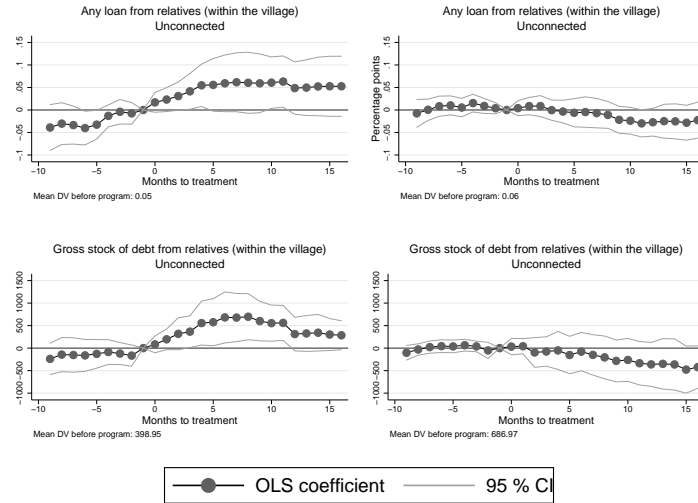 Any loan from relatives (within the village)
Unconnected
-.1 -.05 0 .05 .1 .15
-10 -5 0 5 10 15
Months to treatment
Mean DV before program: 0.05
Any loan from relatives (within the village)
Unconnected
Percentage points
-.1 -.05 0 .05 .1 .15
-10 -5 0 5 10 15
Months to treatment
Mean DV before program: 0.06
Gross stock of debt from relatives (within the village)
Unconnected
-1000 -500 0 500 1000 1500
-10 -5 0 5 10 15
Months to treatment
Mean DV before program: 398.95
Gross stock of debt from relatives (within the village)
Unconnected
-1000 -500 0 500 1000 1500
-10 -5 0 5 10 15
Months to treatment
Mean DV before program: 686.97
OLS coefficient 95 % CI